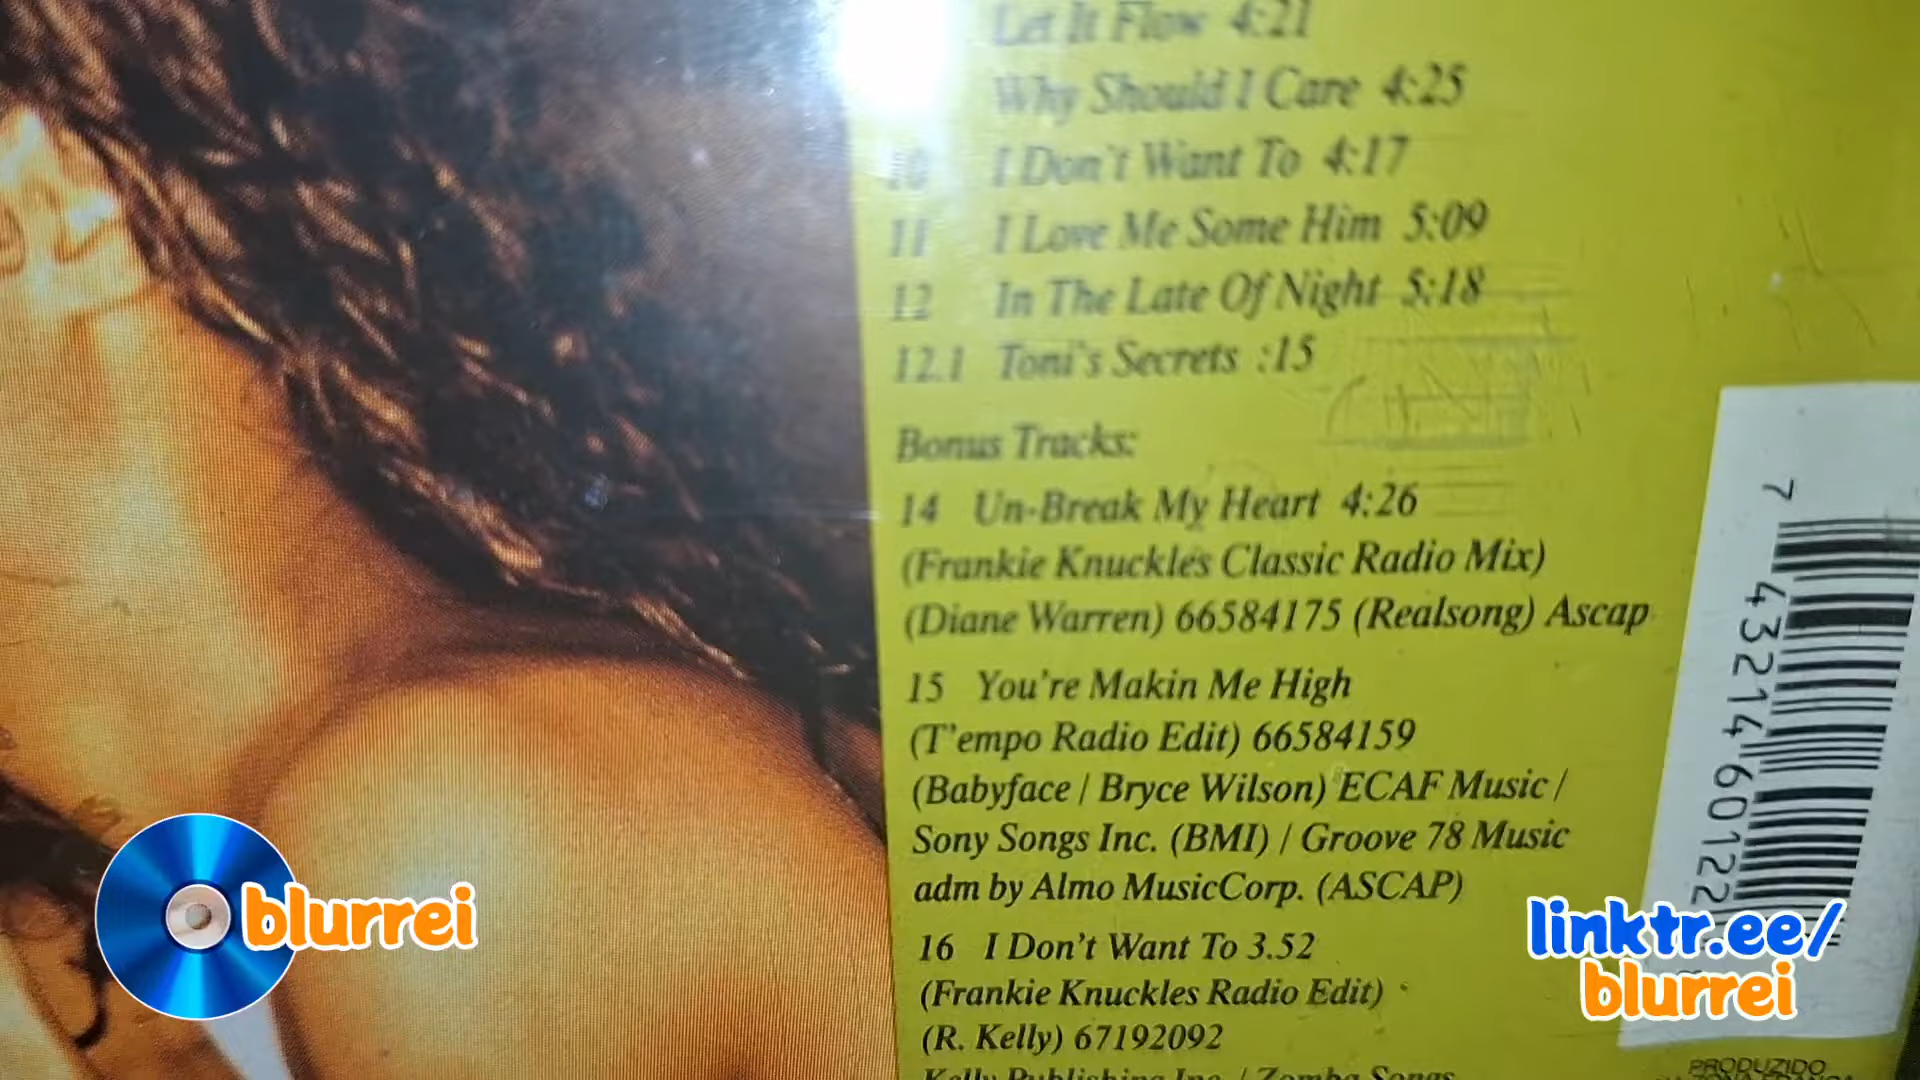 Let It Flow 4:21
Why Should I Care 4:25
10 I Don't Want To 4:17
11 I Love Me Some Him 5:09
12 In The Late Of Night 5:18
12.1 Toni's Secrets :15
Bonus Tracks:
14 Un-Break My Heart 4:26
(Frankie Knuckles Classic Radio Mix)
(Diane Warren) 66584175 (Realsong) Ascap
15 You're Makin Me High
(T'empo Radio Edit) 66584159
(Babyface / Bryce Wilson) ECAF Music /
Sony Songs Inc. (BMI) / Groove 78 Music
adm by Almo MusicCorp. (ASCAP)
16 I Don't Want To 3.52
(Frankie Knuckles Radio Edit)
(R. Kelly) 67192092
Kelly Publishing Inc. / Zomba Songs
7 43214 60122
PRODUZIDO
blurrei
linktr.ee/
blurrei